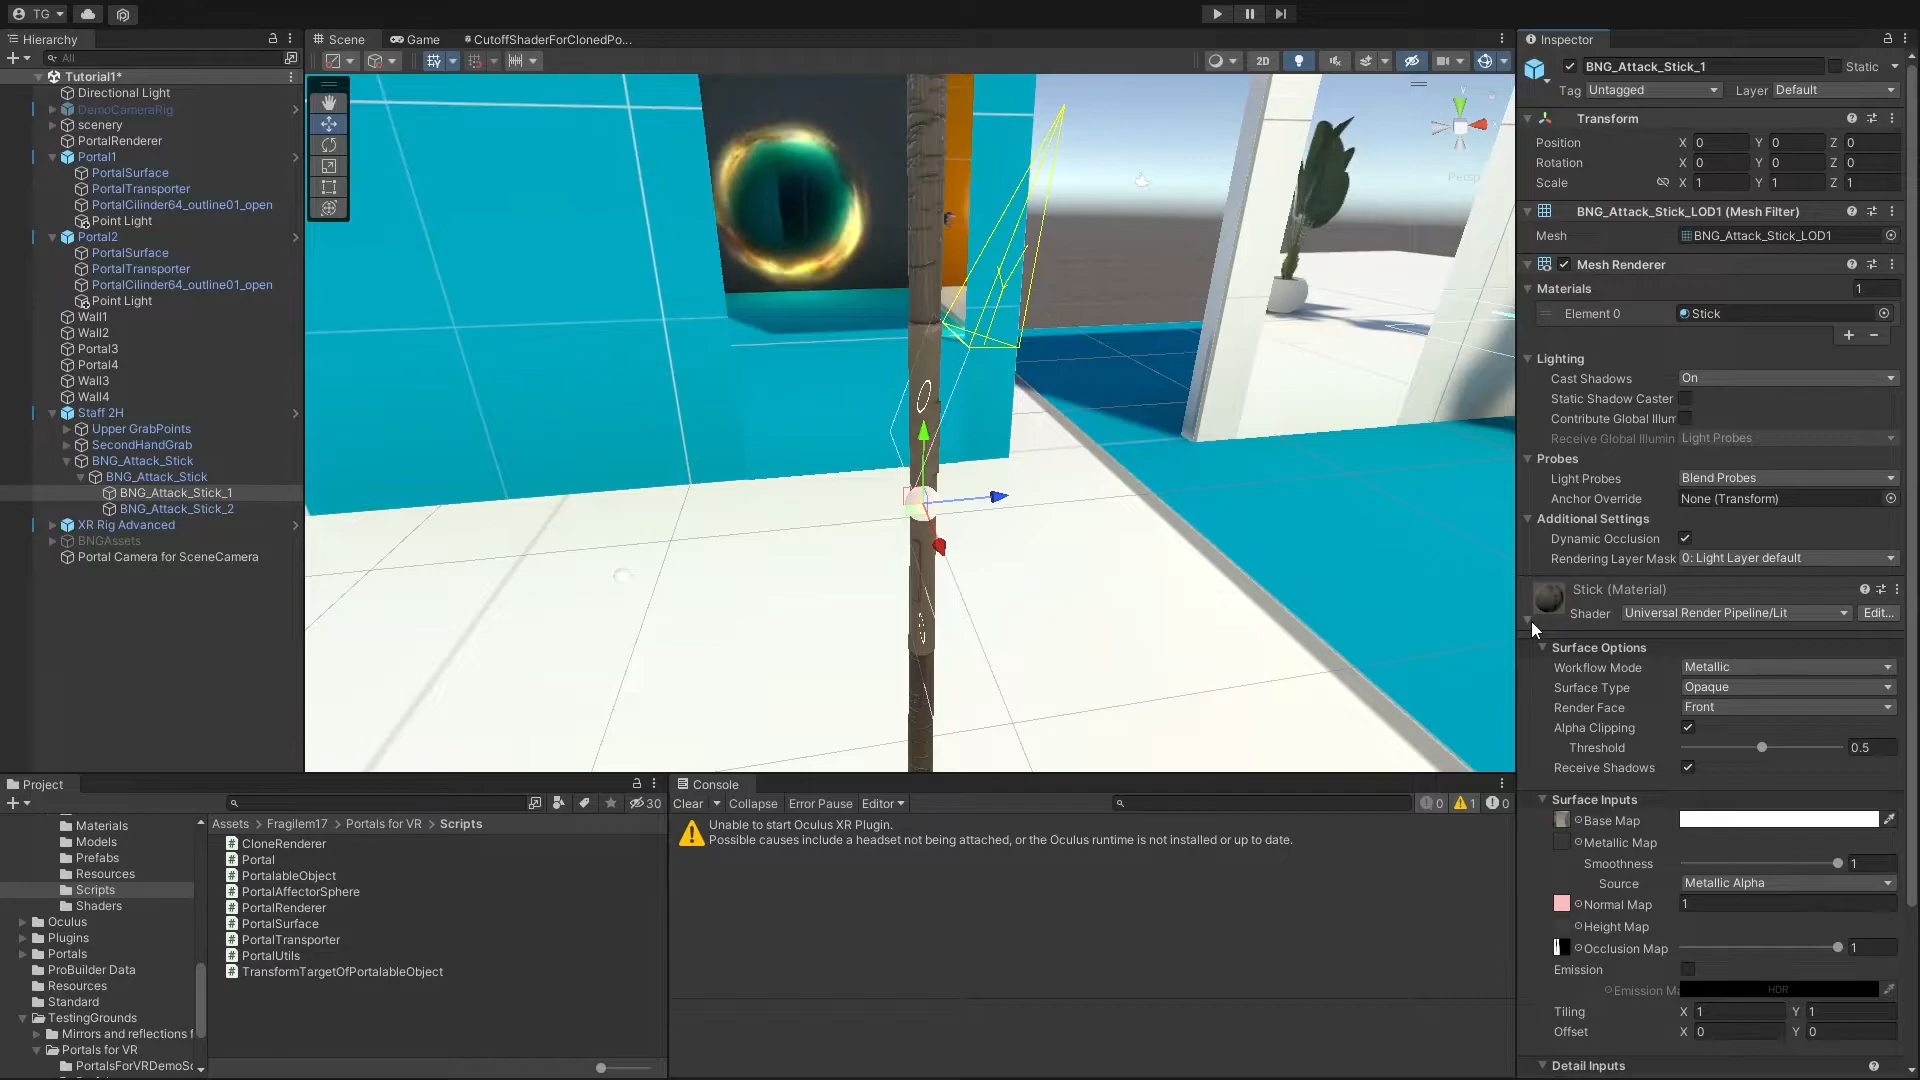 TG
Hierarchy
All
Tutorial1*
Directional Light
DemoCameraRig
scenery
PortalRenderer
Portal1
PortalSurface
PortalTransporter
PortalCilinder64_outline01_open
Point Light
Portal2
PortalSurface
PortalTransporter
PortalCilinder64_outline01_open
Point Light
Wall1
Wall2
Portal3
Portal4
Wall3
Wall4
Staff 2H
Upper GrabPoints
SecondHandGrab
BNG_Attack_Stick
BNG_Attack_Stick
BNG_Attack_Stick_1
BNG_Attack_Stick_2
XR Rig Advanced
BNGAssets
Portal Camera for SceneCamera
Scene
Game
CutoffShaderForClonedPo...
2D
Persp
Inspector
BNG_Attack_Stick_1
Static
Tag Untagged Layer Default
Transform
Position X 0 Y 0 Z 0
Rotation X 0 Y 0 Z 0
Scale X 1 Y 1 Z 1
BNG_Attack_Stick_LOD1 (Mesh Filter)
Mesh BNG_Attack_Stick_LOD1
Mesh Renderer
Materials 1
Element 0 Stick
Lighting
Cast Shadows On
Static Shadow Caster
Contribute Global Illum
Receive Global Illumin Light Probes
Probes
Light Probes Blend Probes
Anchor Override None (Transform)
Additional Settings
Dynamic Occlusion
Rendering Layer Mask 0: Light Layer default
Stick (Material)
Shader Universal Render Pipeline/Lit Edit...
Surface Options
Workflow Mode Metallic
Surface Type Opaque
Render Face Front
Alpha Clipping
Threshold 0.5
Receive Shadows
Surface Inputs
Base Map
Metallic Map
Smoothness 1
Source Metallic Alpha
Normal Map 1
Height Map
Occlusion Map 1
Emission
Emission Ma HDR
Tiling X 1 Y 1
Offset X 0 Y 0
Detail Inputs
Project
30
Materials
Models
Prefabs
Resources
Scripts
Shaders
Oculus
Plugins
Portals
ProBuilder Data
Resources
Standard
TestingGrounds
Mirrors and reflections f
Portals for VR
PortalsForVRDemoSc
Assets > Fragilem17 > Portals for VR > Scripts
CloneRenderer
Portal
PortalableObject
PortalAffectorSphere
PortalRenderer
PortalSurface
PortalTransporter
PortalUtils
TransformTargetOfPortalableObject
Console
Clear Collapse Error Pause Editor
0 1 0
Unable to start Oculus XR Plugin.
Possible causes include a headset not being attached, or the Oculus runtime is not installed or up to date.